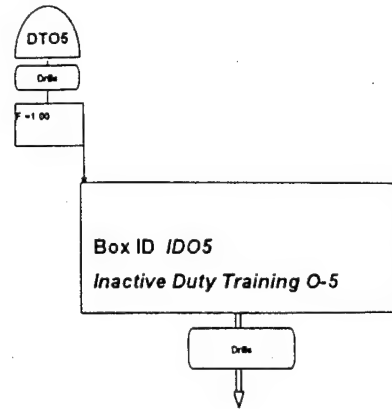 DTO5
Drills
F =1 00
Box ID IDO5
Inactive Duty Training O-5
Drills